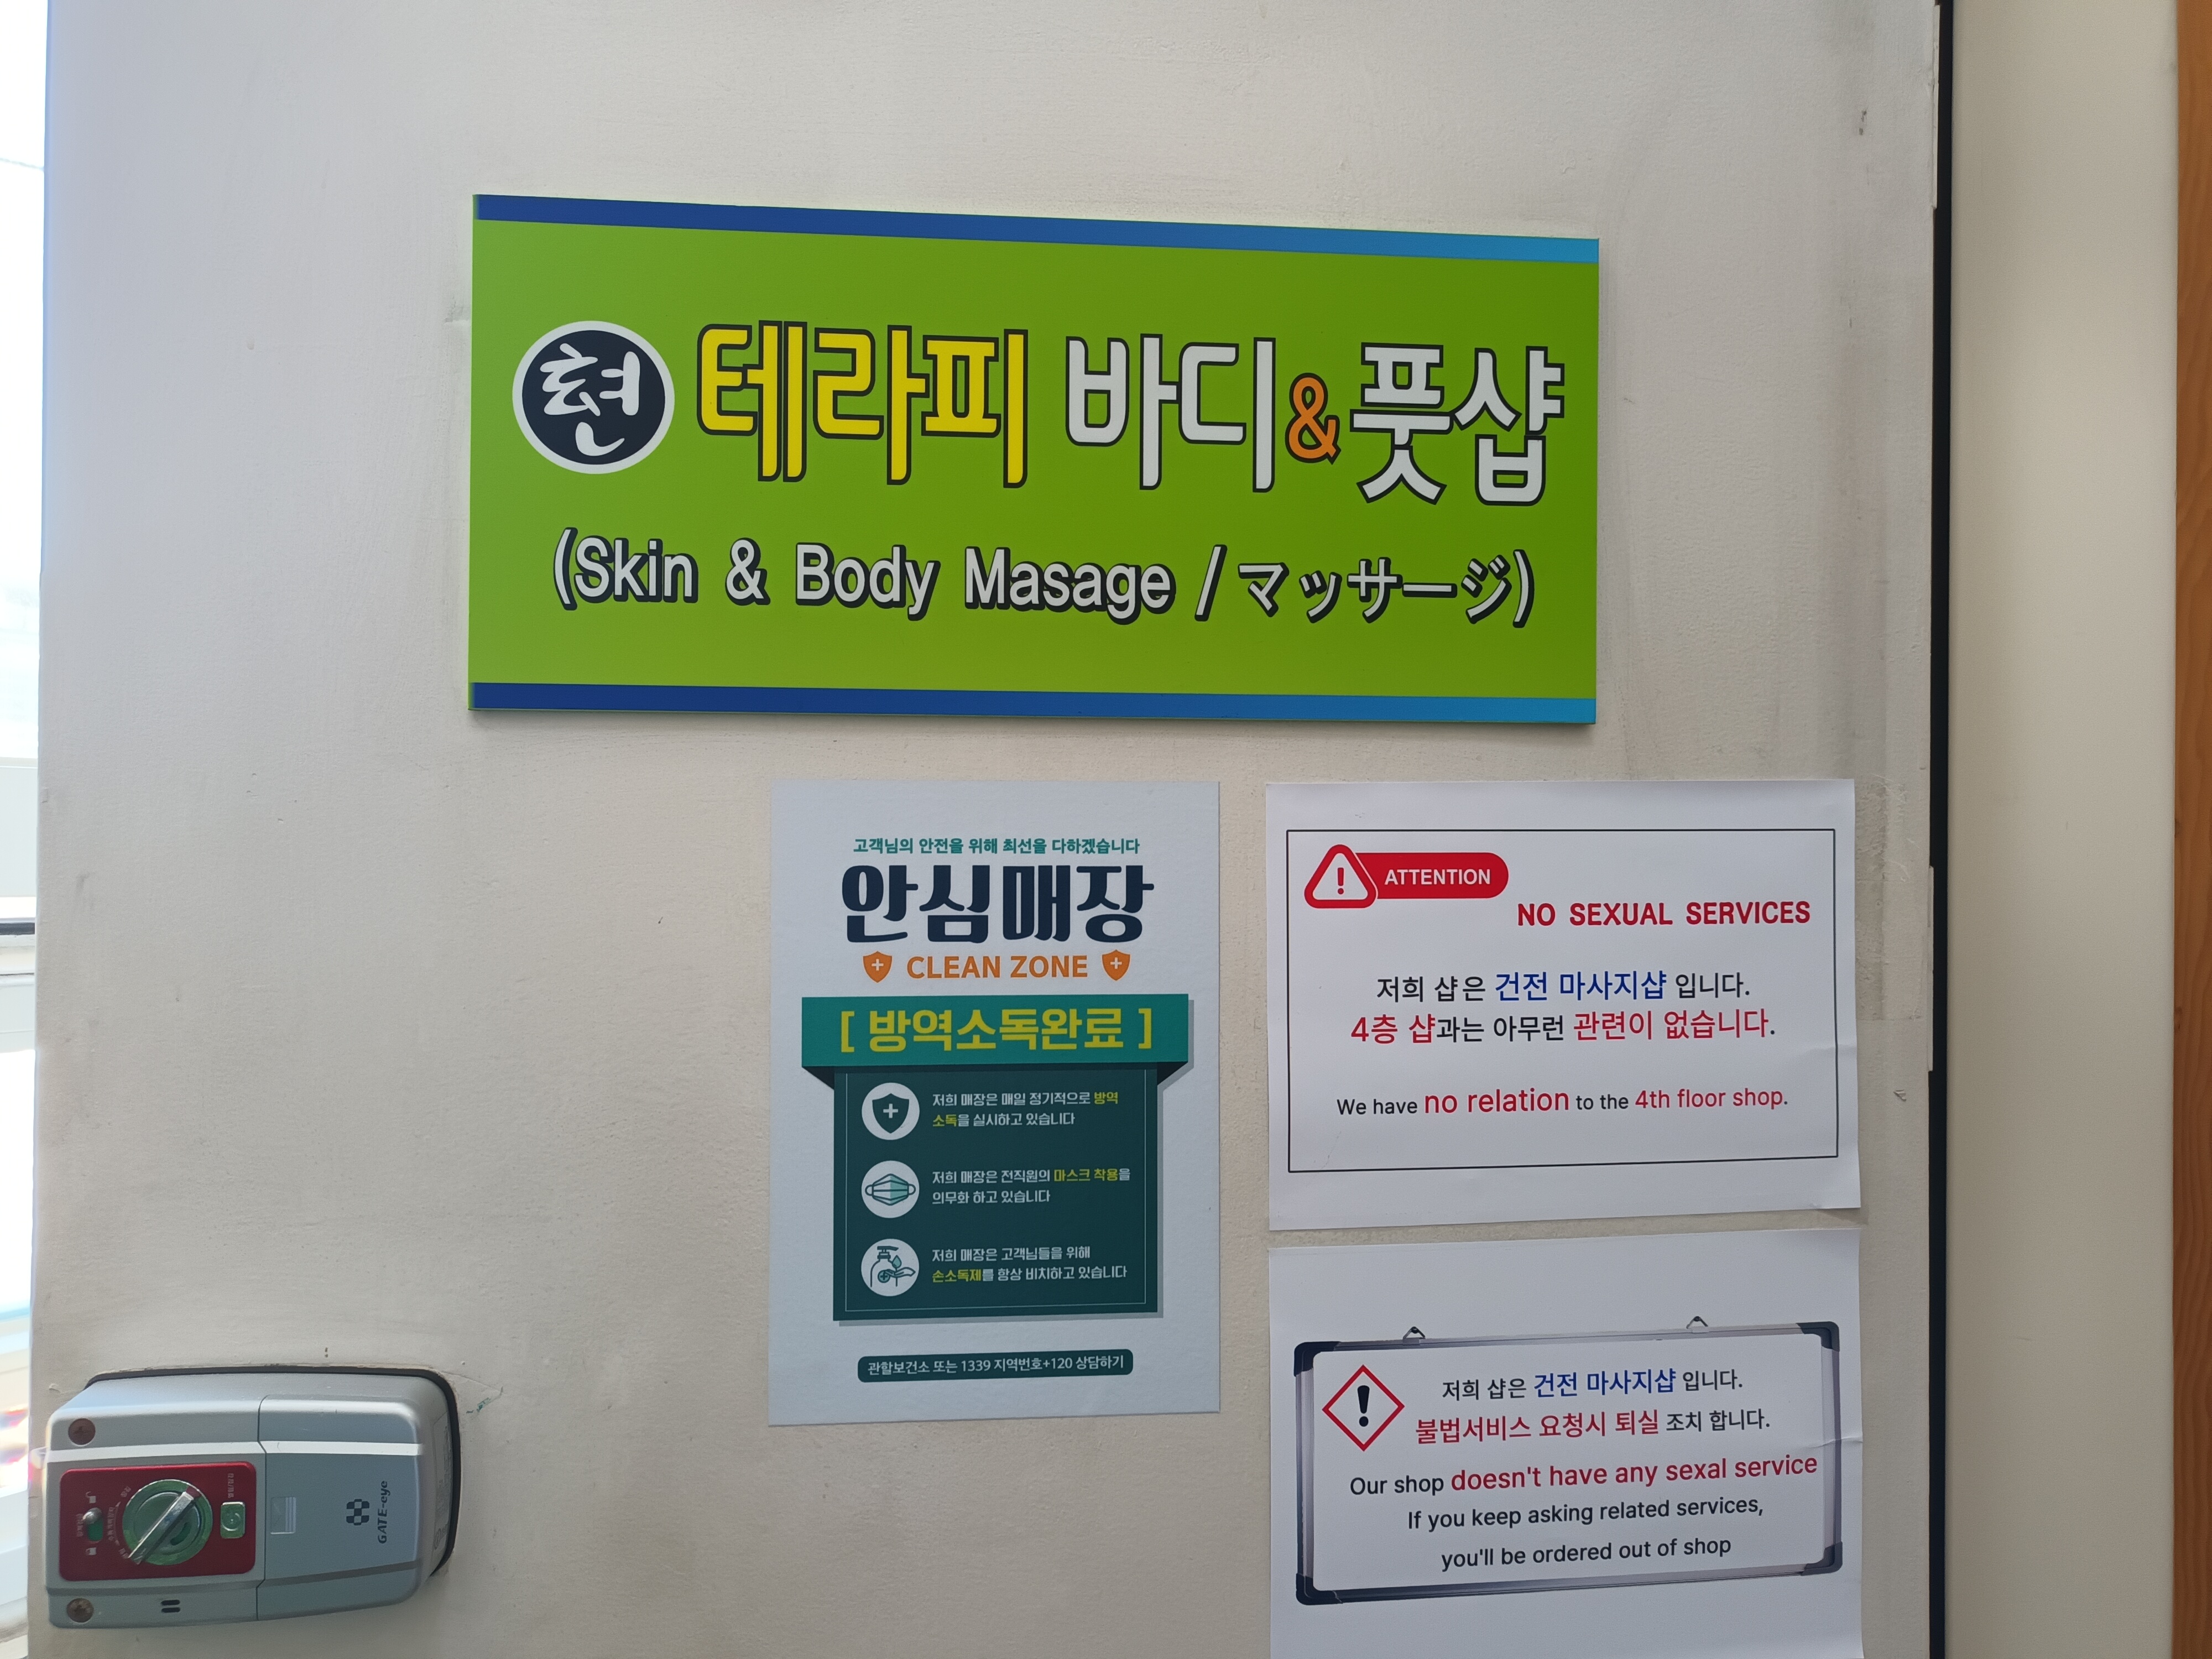 현 테라피 바디&풋샵
(Skin & Body Masage / マッサージ)
고객님의 안전을 위해 최선을 다하겠습니다
안심매장
CLEAN ZONE
[ 방역소독완료 ]
저희 매장은 매일 정기적으로 방역
소독을 실시하고 있습니다
저희 매장은 전직원의 마스크 착용을
의무화 하고 있습니다
저희 매장은 고객님들을 위해
손소독제를 항상 비치하고 있습니다
관할보건소 또는 1339 지역번호+120 상담하기
ATTENTION
NO SEXUAL SERVICES
저희 샵은 건전 마사지샵 입니다.
4층 샵과는 아무런 관련이 없습니다.
We have no relation to the 4th floor shop.
저희 샵은 건전 마사지샵 입니다.
불법서비스 요청시 퇴실 조치 합니다.
Our shop doesn't have any sexal service
If you keep asking related services,
you'll be ordered out of shop
GATE-eye